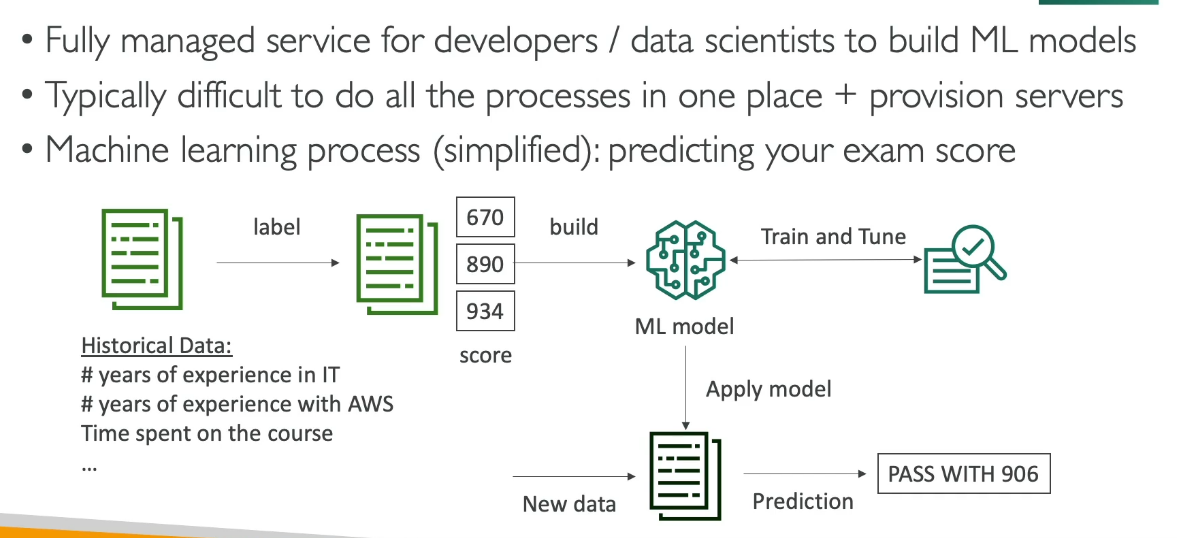 • Fully managed service for developers / data scientists to build ML models
• Typically difficult to do all the processes in one place + provision servers
• Machine learning process (simplified): predicting your exam score
label
670
890
934
score
build
Train and Tune
ML model
Historical Data:
# years of experience in IT
# years of experience with AWS
Time spent on the course
...
Apply model
New data
Prediction
PASS WITH 906